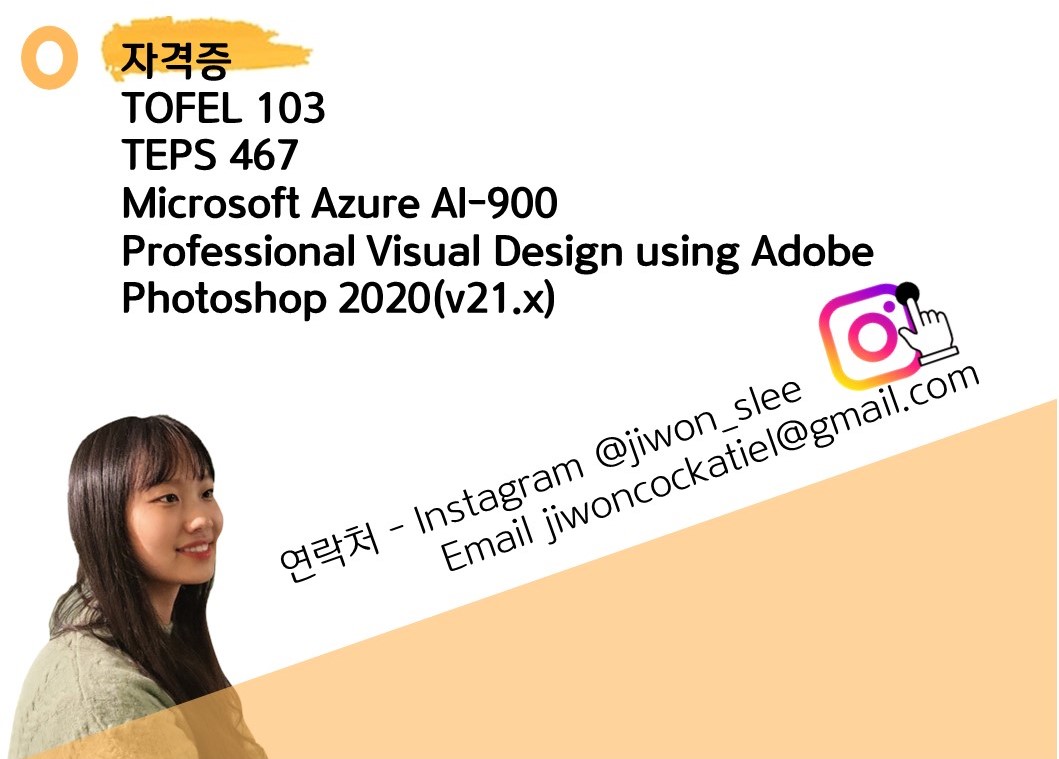 자격증
TOFEL 103
TEPS 467
Microsoft Azure AI-900
Professional Visual Design using Adobe
Photoshop 2020(v21.x)
연락처 - Instagram @jiwon_slee
Email jiwoncockatiel@gmail.com